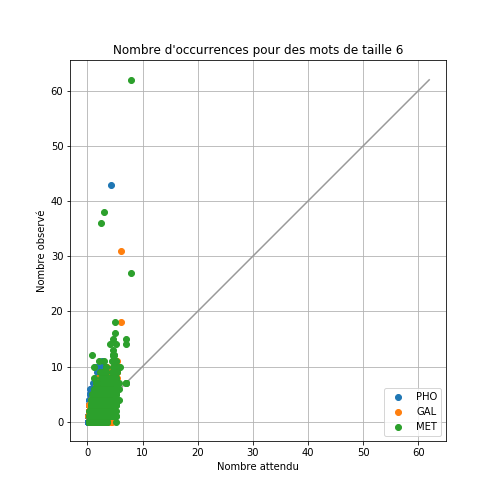 Nombre d'occurrences pour des mots de taille 6
60
50
40
30
20
10
0
Nombre observé
0 10 20 30 40 50 60
Nombre attendu
PHO
GAL
MET